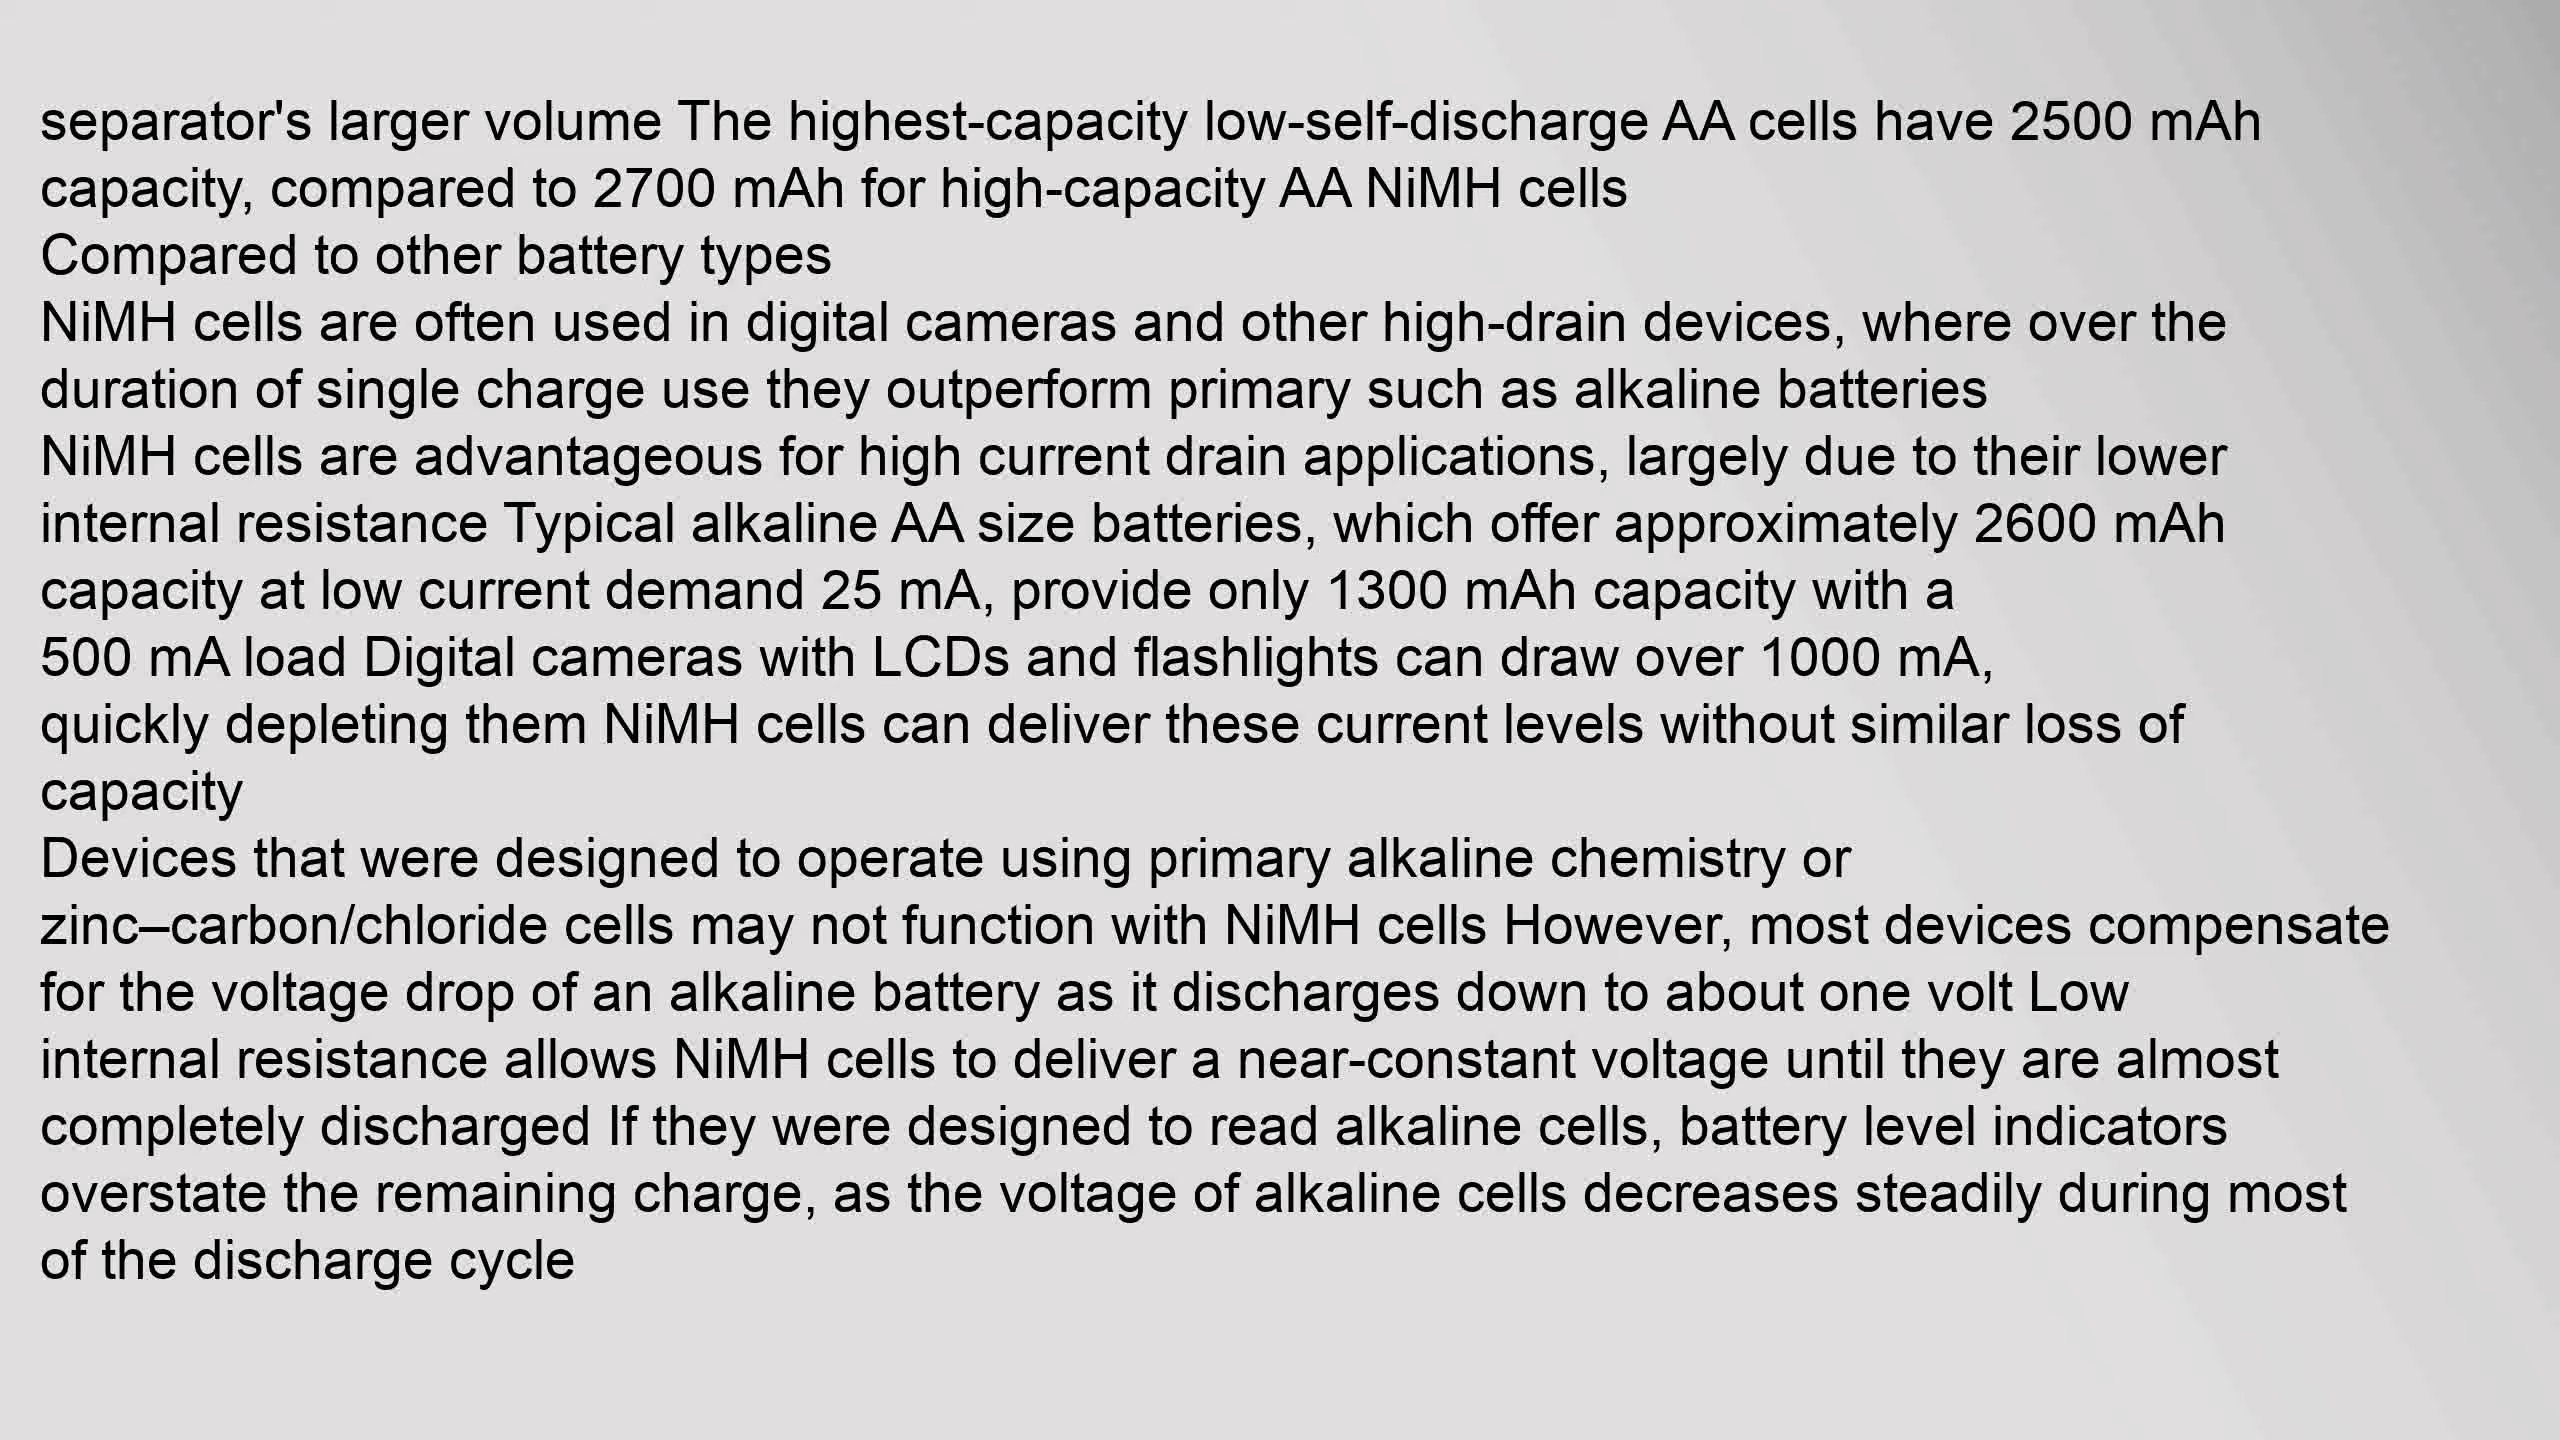 separator's larger volume The highest-capacity low-self-discharge AA cells have 2500 mAh
capacity, compared to 2700 mAh for high-capacity AA NiMH cells
Compared to other battery types
NiMH cells are often used in digital cameras and other high-drain devices, where over the
duration of single charge use they outperform primary such as alkaline batteries
NiMH cells are advantageous for high current drain applications, largely due to their lower
internal resistance Typical alkaline AA size batteries, which offer approximately 2600 mAh
capacity at low current demand 25 mA, provide only 1300 mAh capacity with a
500 mA load Digital cameras with LCDs and flashlights can draw over 1000 mA,
quickly depleting them NiMH cells can deliver these current levels without similar loss of
capacity
Devices that were designed to operate using primary alkaline chemistry or
zinc–carbon/chloride cells may not function with NiMH cells However, most devices compensate
for the voltage drop of an alkaline battery as it discharges down to about one volt Low
internal resistance allows NiMH cells to deliver a near-constant voltage until they are almost
completely discharged If they were designed to read alkaline cells, battery level indicators
overstate the remaining charge, as the voltage of alkaline cells decreases steadily during most
of the discharge cycle